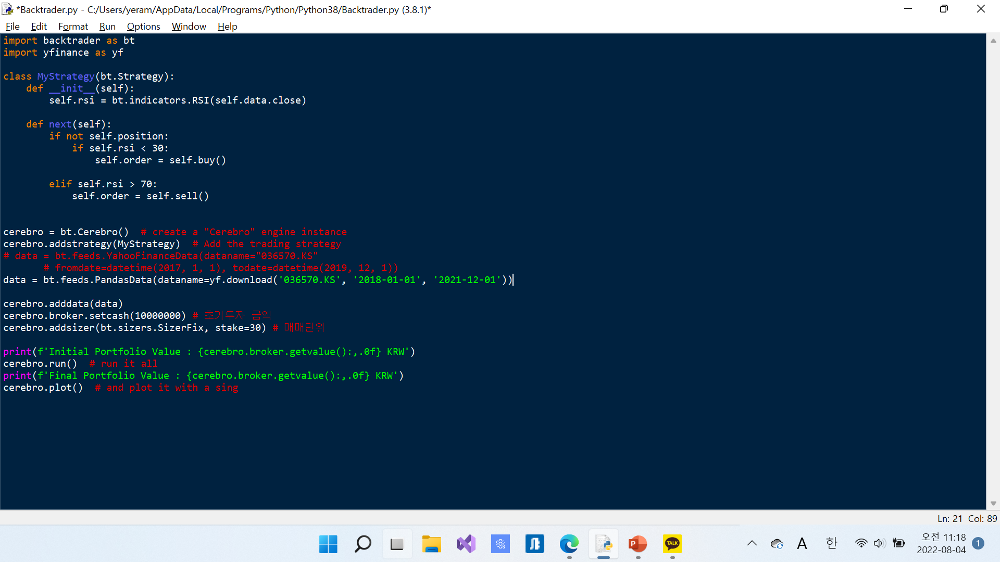 *Backtrader.py - C:/Users/yeram/AppData/Local/Programs/Python/Python38/Backtrader.py (3.8.1)*
File Edit Format Run Options Window Help
import backtrader as bt
import yfinance as yf
class MyStrategy(bt.Strategy):
    def __init__(self):
        self.rsi = bt.indicators.RSI(self.data.close)
    def next(self):
        if not self.position:
            if self.rsi < 30:
                self.order = self.buy()
        elif self.rsi > 70:
            self.order = self.sell()
cerebro = bt.Cerebro()  # create a "Cerebro" engine instance
cerebro.addstrategy(MyStrategy)  # Add the trading strategy
# data = bt.feeds.YahooFinanceData(dataname="036570.KS"
       # fromdate=datetime(2017, 1, 1), todate=datetime(2019, 12, 1))
data = bt.feeds.PandasData(dataname=yf.download('036570.KS', '2018-01-01', '2021-12-01'))
cerebro.adddata(data)
cerebro.broker.setcash(10000000) # 초기투자 금액
cerebro.addsizer(bt.sizers.SizerFix, stake=30) # 매매단위
print(f'Initial Portfolio Value : {cerebro.broker.getvalue():,.0f} KRW')
cerebro.run()  # run it all
print(f'Final Portfolio Value : {cerebro.broker.getvalue():,.0f} KRW')
cerebro.plot()  # and plot it with a sing
Ln: 21 Col: 89
P
TALK
A
한
오전 11:18
2022-08-04
1